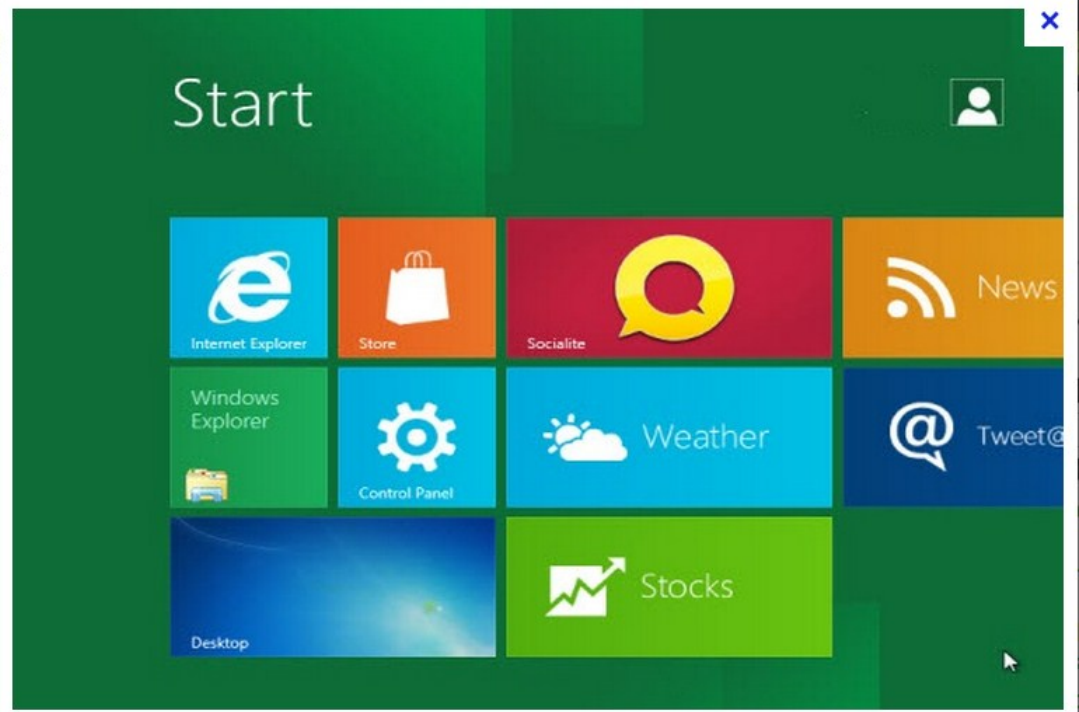 Start
Internet Explorer
Store
Socialite
News
Windows
Explorer
Control Panel
Weather
Tweet@
Desktop
Stocks